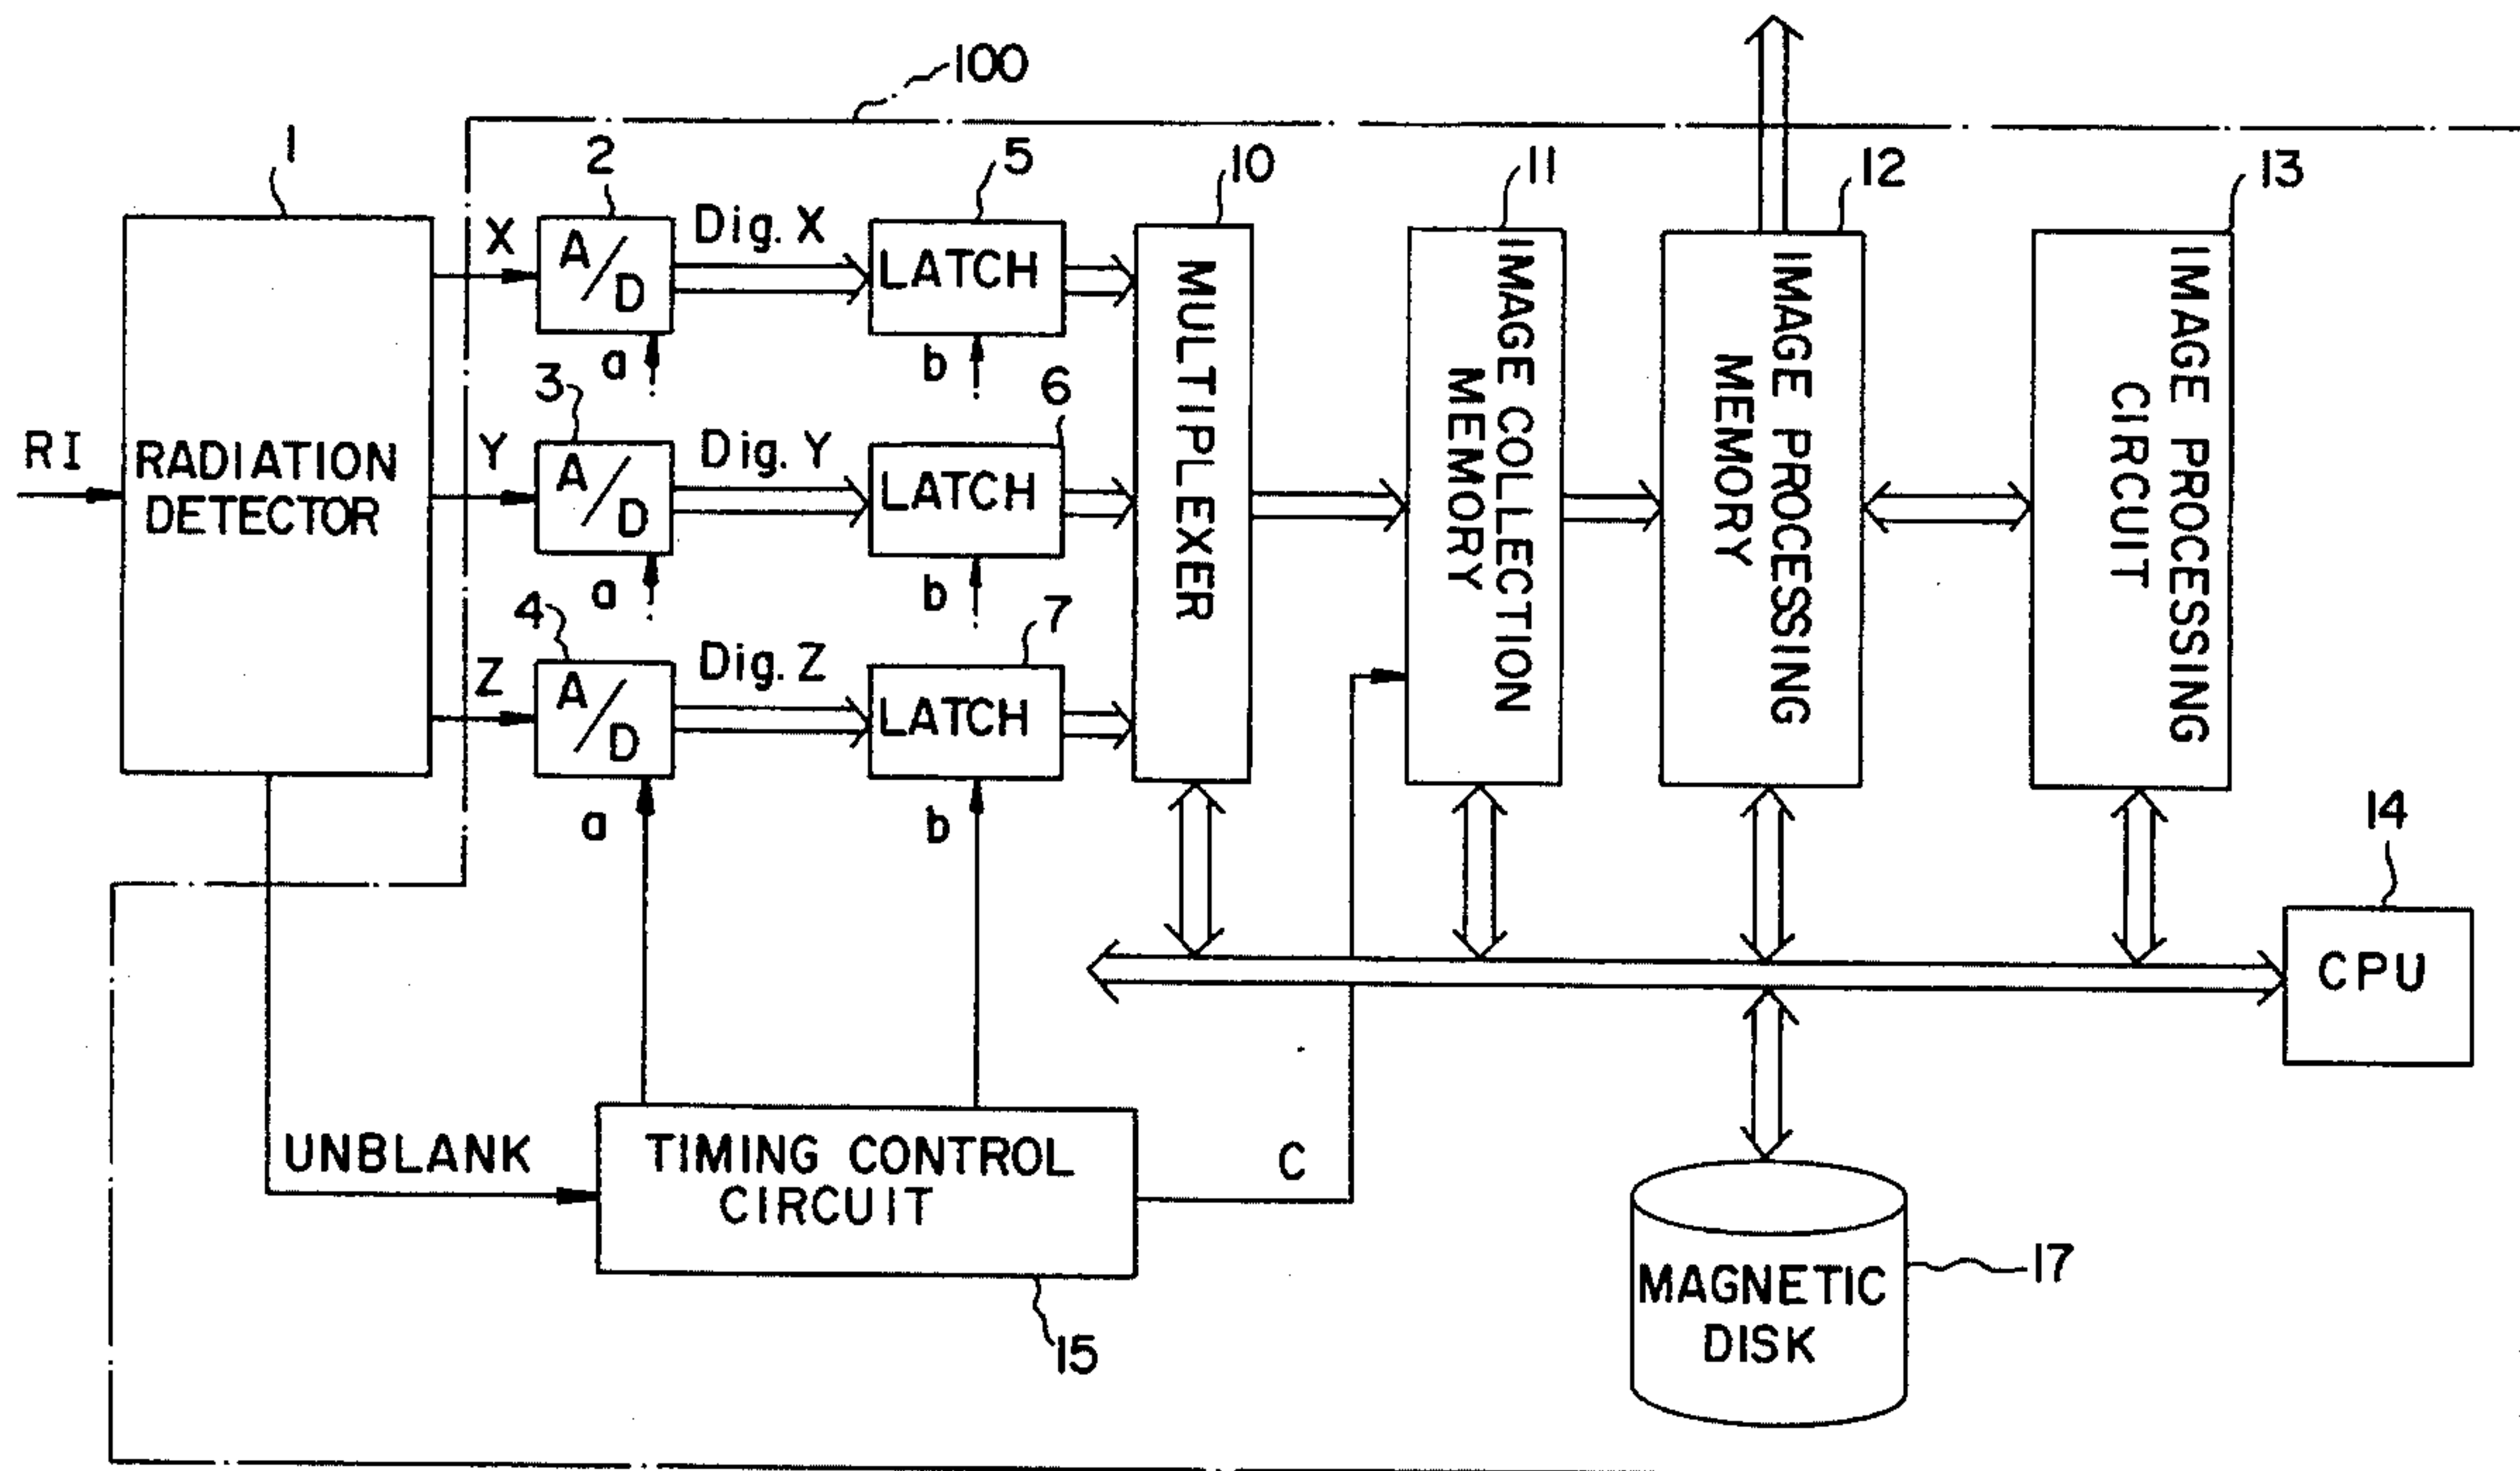 100
1
2
5
10
11
12
13
X
A/D
Dig. X
LATCH
a
b
3
6
RI
RADIATION
DETECTOR
Y
A/D
Dig. Y
LATCH
a
b
4
7
Z
A/D
Dig. Z
LATCH
a
b
MULTIPLEXER
IMAGE COLLECTION
MEMORY
IMAGE PROCESSING
MEMORY
IMAGE PROCESSING
CIRCUIT
14
CPU
UNBLANK
TIMING CONTROL
CIRCUIT
C
15
MAGNETIC
DISK
17